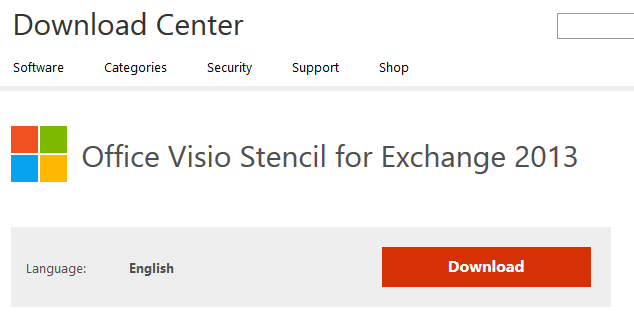 Download Center
Software Categories Security Support Shop
Office Visio Stencil for Exchange 2013
Language: English Download